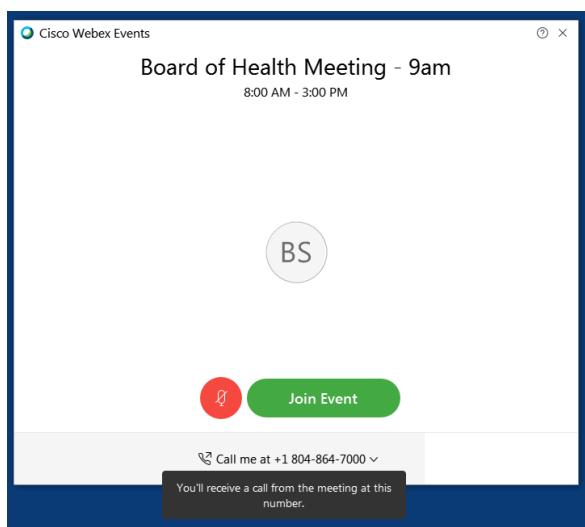 Cisco Webex Events
Board of Health Meeting - 9am
8:00 AM - 3:00 PM
BS
Join Event
Call me at +1 804-864-7000
You'll receive a call from the meeting at this
number.